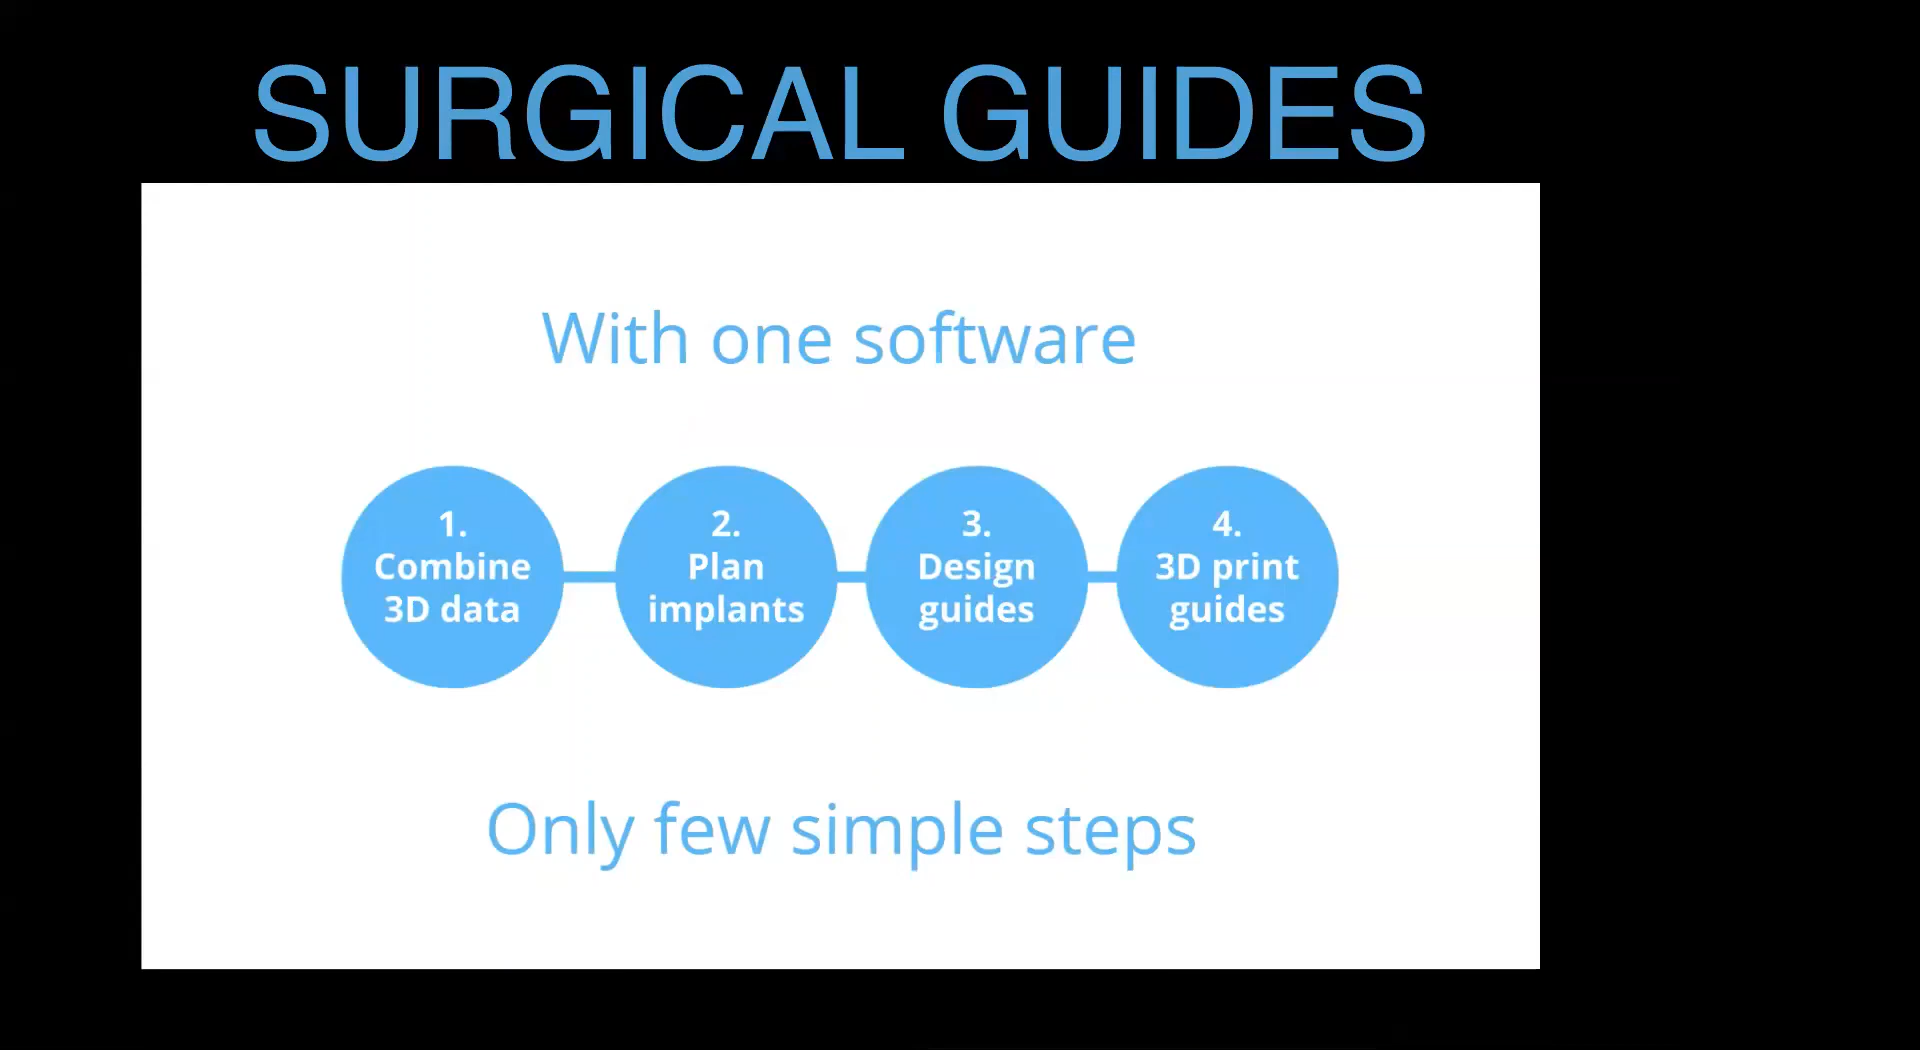 SURGICAL GUIDES
With one software
1.
Combine
3D data
2.
Plan
implants
3.
Design
guides
4.
3D print
guides
Only few simple steps